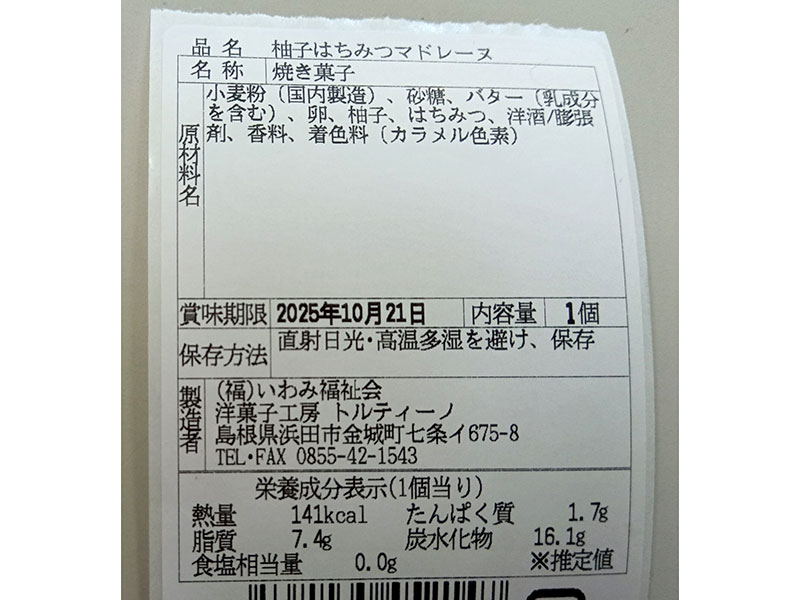 品名 柚子はちみつマドレーヌ
名称 焼き菓子
原材料名
小麦粉（国内製造）、砂糖、バター（乳成分
を含む）、卵、柚子、はちみつ、洋酒/膨張
剤、香料、着色料（カラメル色素）
賞味期限 2025年10月21日 内容量 1個
保存方法 直射日光・高温多湿を避け、保存
製造者
(福)いわみ福祉会
洋菓子工房 トルティーノ
島根県浜田市金城町七条イ675-8
TEL・FAX 0855-42-1543
栄養成分表示(1個当り)
熱量 141kcal たんぱく質 1.7g
脂質 7.4g 炭水化物 16.1g
食塩相当量 0.0g ※推定値